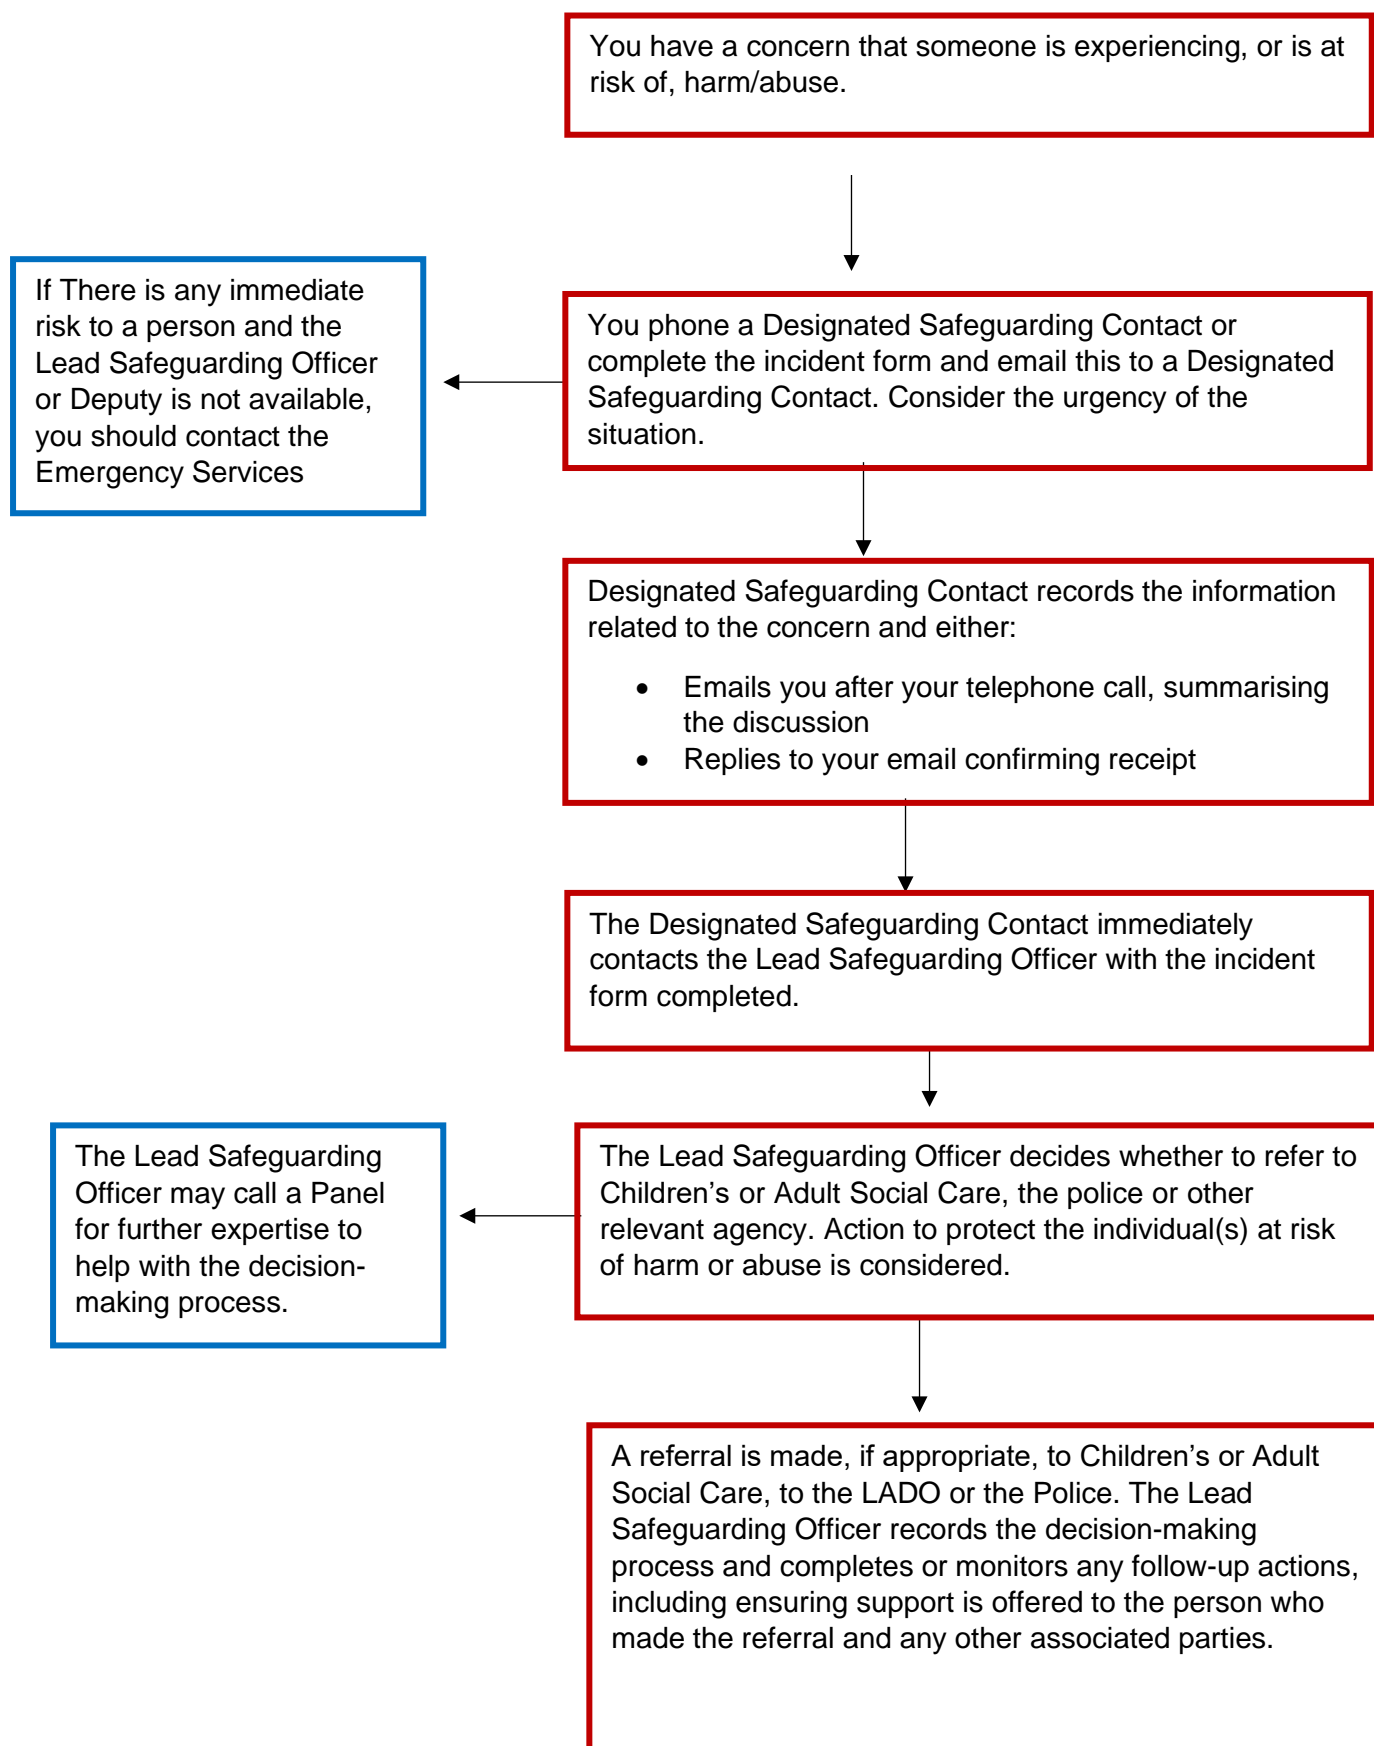 You have a concern that someone is experiencing, or is at
risk of, harm/abuse.
If There is any immediate
risk to a person and the
Lead Safeguarding Officer
or Deputy is not available,
you should contact the
Emergency Services
You phone a Designated Safeguarding Contact or
complete the incident form and email this to a Designated
Safeguarding Contact. Consider the urgency of the
situation.
Designated Safeguarding Contact records the information
related to the concern and either:
• Emails you after your telephone call, summarising
the discussion
• Replies to your email confirming receipt
The Designated Safeguarding Contact immediately
contacts the Lead Safeguarding Officer with the incident
form completed.
The Lead Safeguarding
Officer may call a Panel
for further expertise to
help with the decision-
making process.
The Lead Safeguarding Officer decides whether to refer to
Children’s or Adult Social Care, the police or other
relevant agency. Action to protect the individual(s) at risk
of harm or abuse is considered.
A referral is made, if appropriate, to Children’s or Adult
Social Care, to the LADO or the Police. The Lead
Safeguarding Officer records the decision-making
process and completes or monitors any follow-up actions,
including ensuring support is offered to the person who
made the referral and any other associated parties.